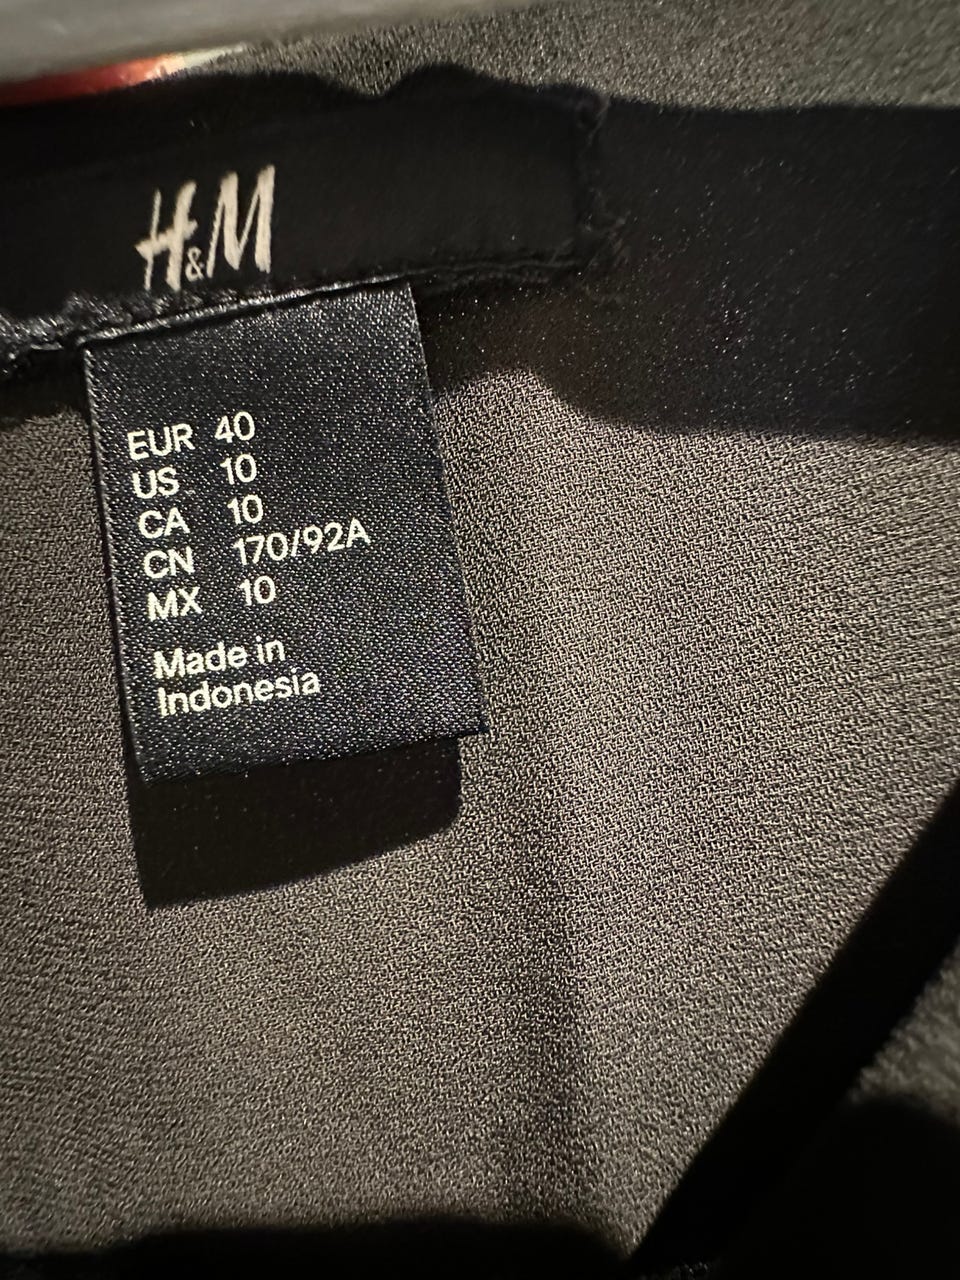 H&M
EUR 40
US 10
CA 10
CN 170/92A
MX 10
Made in
Indonesia